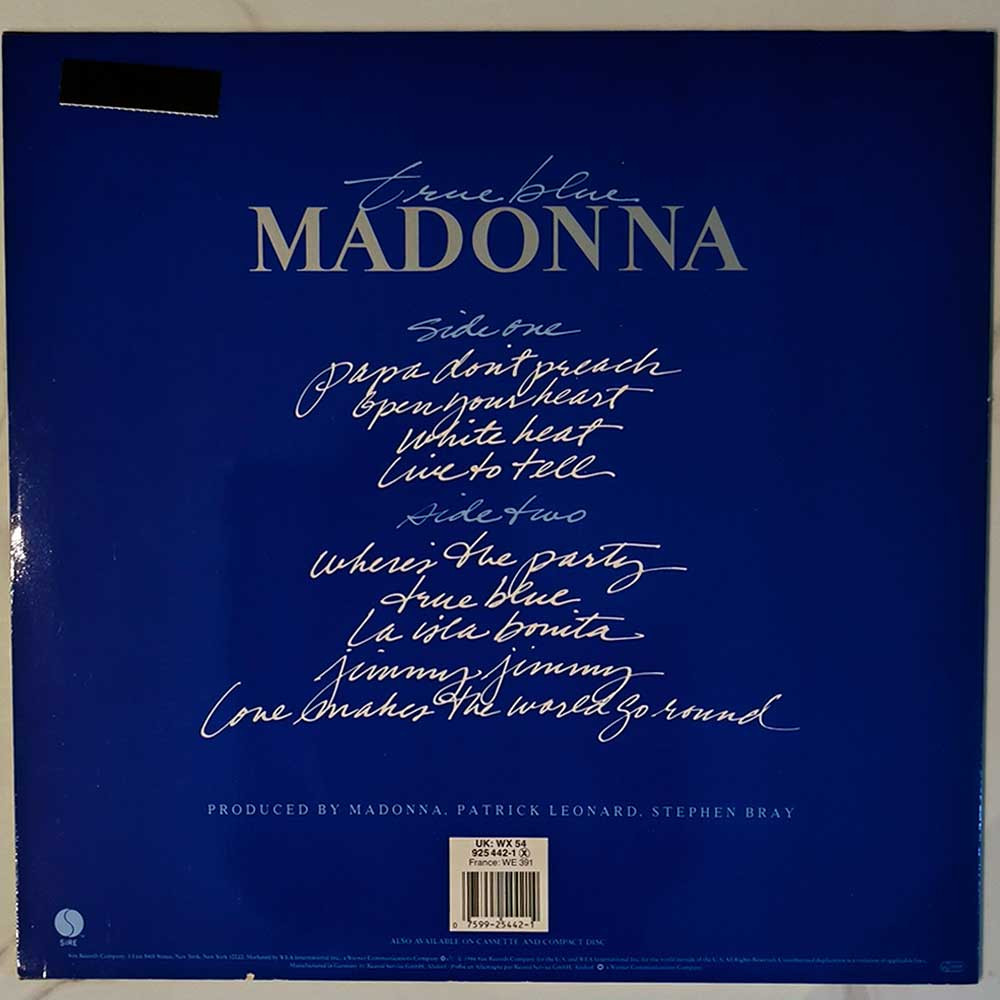 true blue
MADONNA
side one
papa don't preach
open your heart
white heat
live to tell
side two
where's the party
true blue
la isla bonita
jimmy jimmy
love makes the world go round
PRODUCED BY MADONNA, PATRICK LEONARD, STEPHEN BRAY
UK: WX 54
925 442-1 (X)
France: WE 391
0 7599-25442-1
SIRE
ALSO AVAILABLE ON CASSETTE AND COMPACT DISC